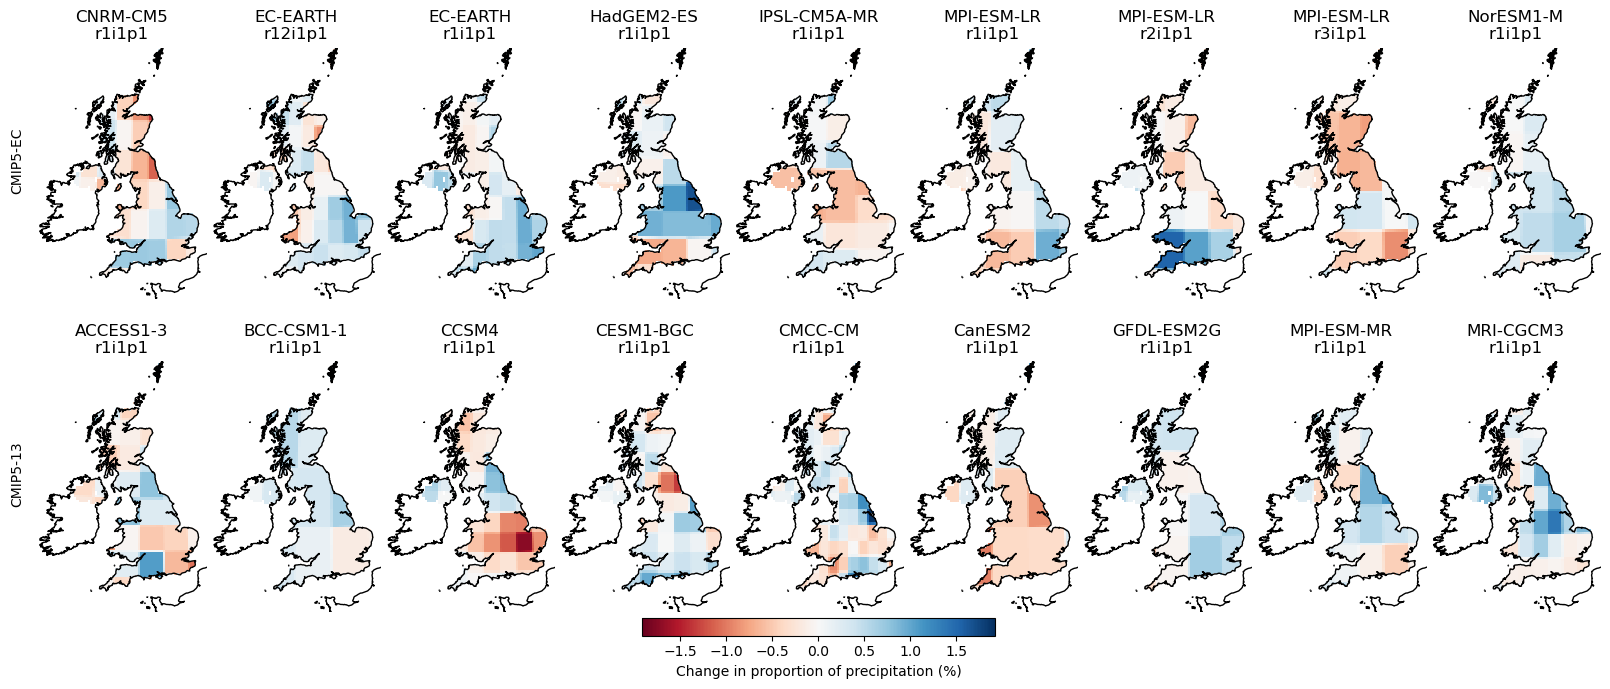 CNRM-CM5 EC-EARTH EC-EARTH HadGEM2-ES IPSL-CM5A-MR MPI-ESM-LR MPI-ESM-LR MPI-ESM-LR NorESM1-M
r1i1p1 r12i1p1 r1i1p1 r1i1p1 r1i1p1 r1i1p1 r2i1p1 r3i1p1 r1i1p1
CMIP5-EC
ACCESS1-3 BCC-CSM1-1 CCSM4 CESM1-BGC CMCC-CM CanESM2 GFDL-ESM2G MPI-ESM-MR MRI-CGCM3
r1i1p1 r1i1p1 r1i1p1 r1i1p1 r1i1p1 r1i1p1 r1i1p1 r1i1p1 r1i1p1
CMIP5-13
−1.5 −1.0 −0.5 0.0 0.5 1.0 1.5
Change in proportion of precipitation (%)